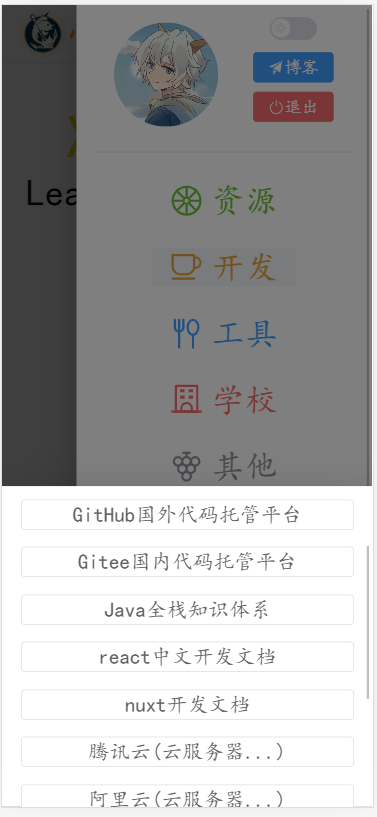 博客
退出
Lea
资源
开发
工具
学校
其他
GitHub国外代码托管平台
Gitee国内代码托管平台
Java全栈知识体系
react中文开发文档
nuxt开发文档
腾讯云(云服务器...)
阿里云(云服务器...)